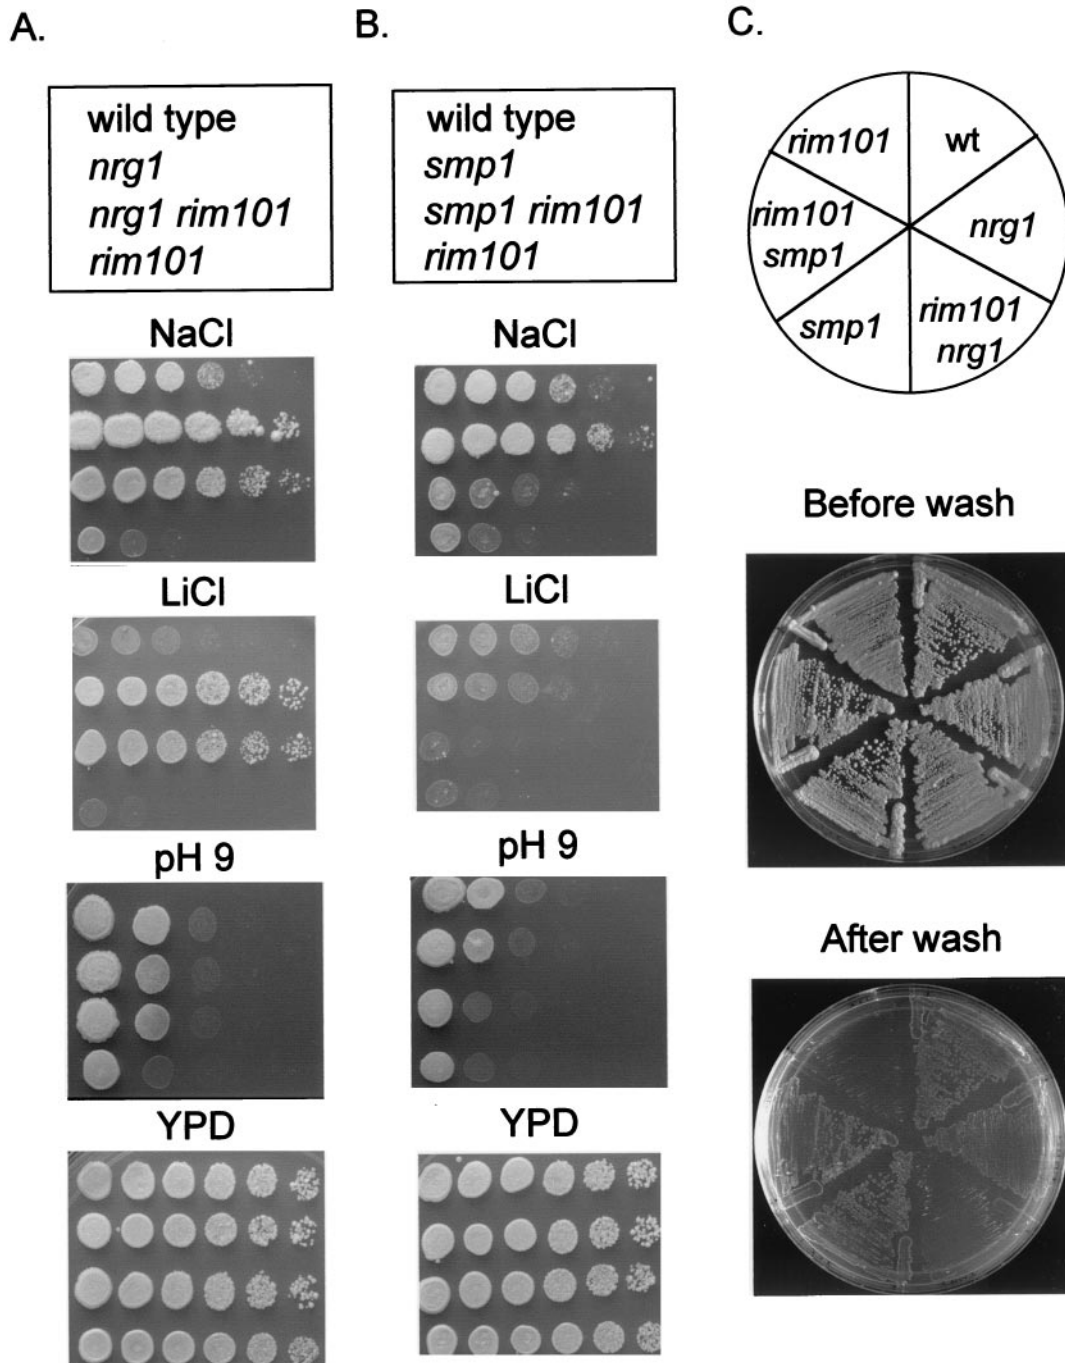 A.
wild type
nrg1
nrg1 rim101
rim101
NaCl
LiCl
pH 9
YPD
B.
wild type
smp1
smp1 rim101
rim101
NaCl
LiCl
pH 9
YPD
C.
rim101
wt
rim101
smp1
nrg1
smp1
rim101
nrg1
Before wash
After wash